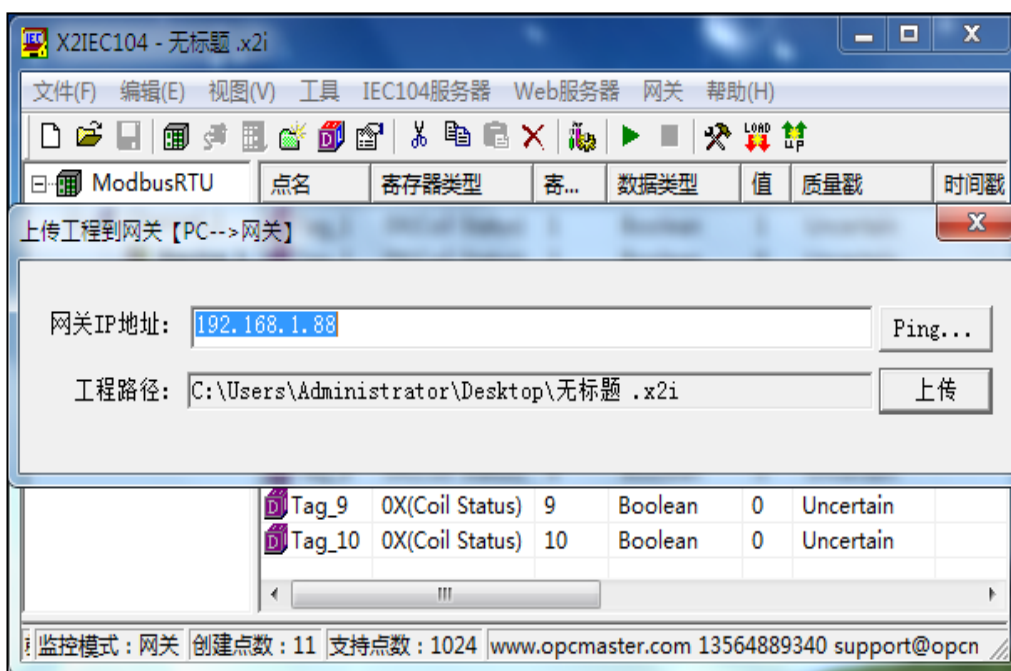 X2IEC104 - 无标题 .x2i
文件(F) 编辑(E) 视图(V) 工具 IEC104服务器 Web服务器 网关 帮助(H)
LOAD UP
ModbusRTU 点名 寄存器类型 寄... 数据类型 值 质量戳 时间戳
上传工程到网关【PC-->网关】
网关IP地址: 192.168.1.88 Ping...
工程路径: C:\Users\Administrator\Desktop\无标题 .x2i 上传
Tag_9 0X(Coil Status) 9 Boolean 0 Uncertain
Tag_10 0X(Coil Status) 10 Boolean 0 Uncertain
监控模式:网关 创建点数:11 支持点数:1024 www.opcmaster.com 13564889340 support@opcn